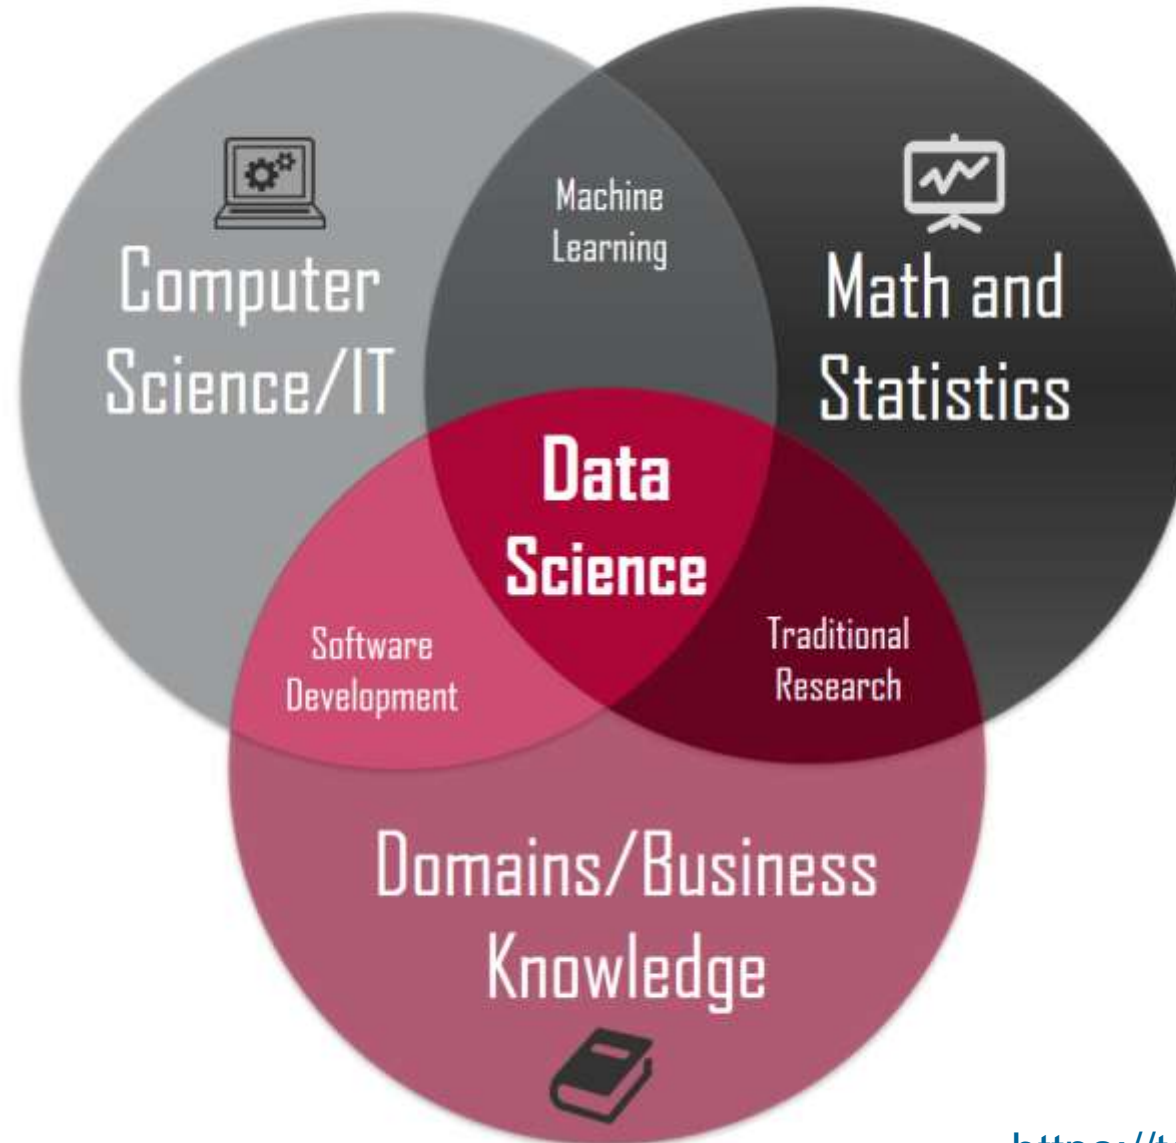 Machine
Learning
Computer
Science/IT
Math and
Statistics
Data
Science
Software
Development
Traditional
Research
Domains/Business
Knowledge